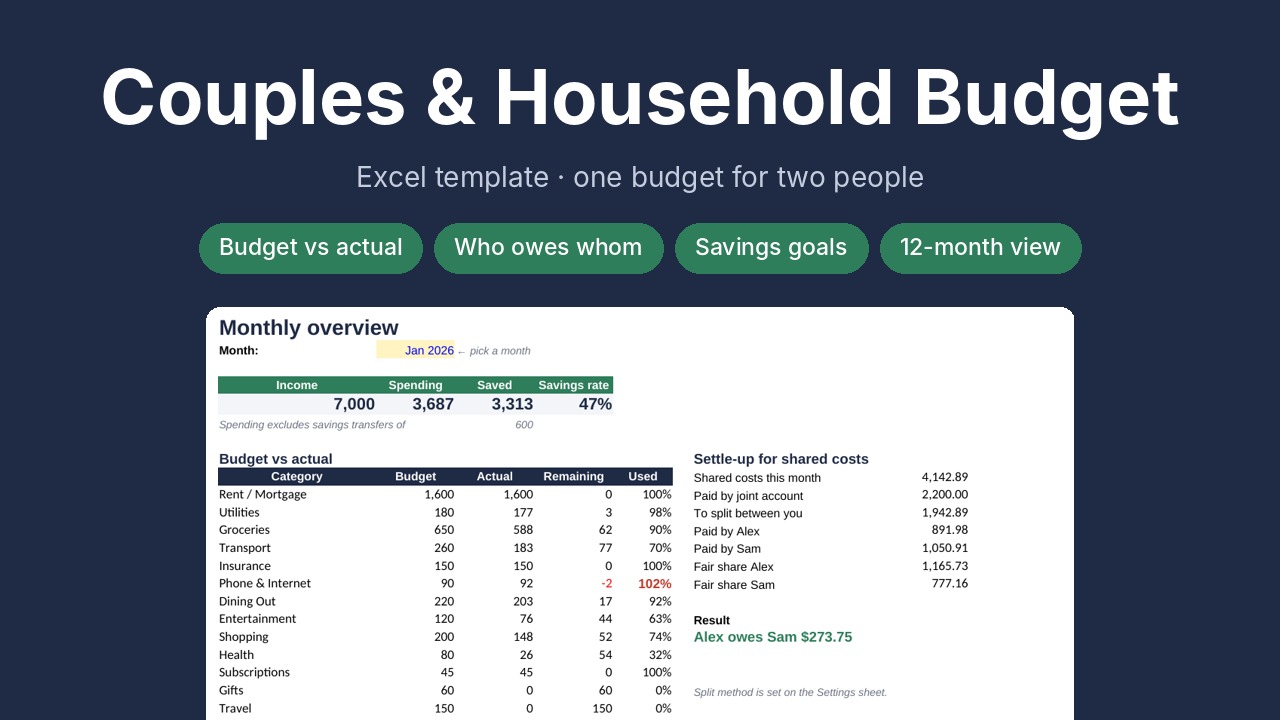 Couples & Household Budget
Excel template · one budget for two people
Budget vs actual Who owes whom Savings goals 12-month view
Monthly overview
Month: Jan 2026 ← pick a month
Income Spending Saved Savings rate
7,000 3,687 3,313 47%
Spending excludes savings transfers of 600
Budget vs actual
Category Budget Actual Remaining Used
Rent / Mortgage 1,600 1,600 0 100%
Utilities 180 177 3 98%
Groceries 650 588 62 90%
Transport 260 183 77 70%
Insurance 150 150 0 100%
Phone & Internet 90 92 -2 102%
Dining Out 220 203 17 92%
Entertainment 120 76 44 63%
Shopping 200 148 52 74%
Health 80 26 54 32%
Subscriptions 45 45 0 100%
Gifts 60 0 60 0%
Travel 150 0 150 0%
Settle-up for shared costs
Shared costs this month 4,142.89
Paid by joint account 2,200.00
To split between you 1,942.89
Paid by Alex 891.98
Paid by Sam 1,050.91
Fair share Alex 1,165.73
Fair share Sam 777.16
Result
Alex owes Sam $273.75
Split method is set on the Settings sheet.